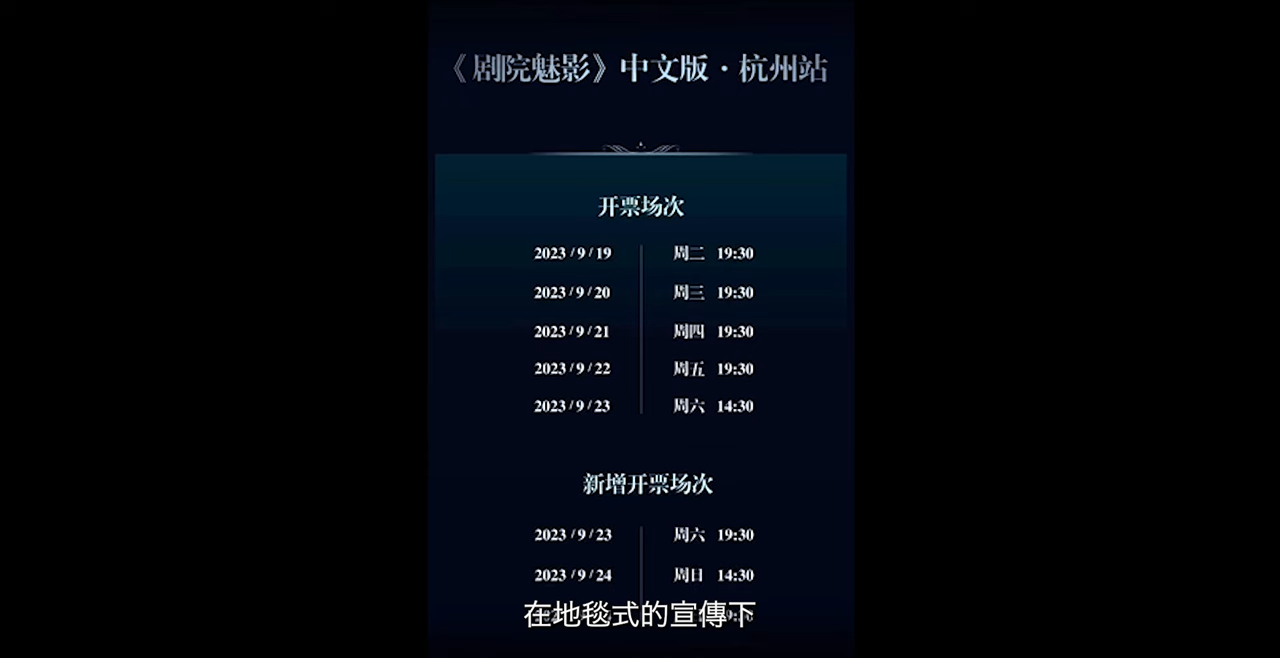 《剧院魅影》中文版·杭州站
开票场次
2023/9/19 周二 19:30
2023/9/20 周三 19:30
2023/9/21 周四 19:30
2023/9/22 周五 19:30
2023/9/23 周六 14:30
新增开票场次
2023/9/23 周六 19:30
2023/9/24 周日 14:30
在地毯式的宣傳下